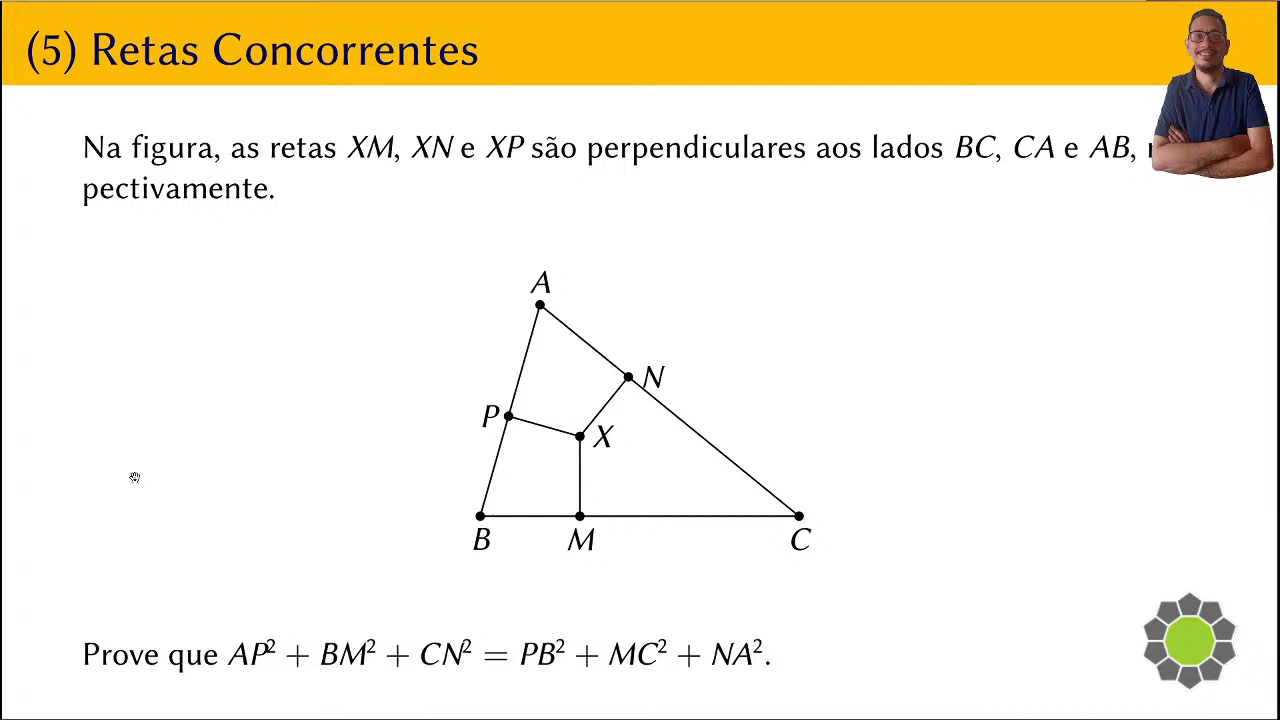 (5) Retas Concorrentes
Na figura, as retas XM, XN e XP são perpendiculares aos lados BC, CA e AB,
pectivamente.
A
N
P
X
B
M
C
Prove que AP² + BM² + CN² = PB² + MC² + NA².